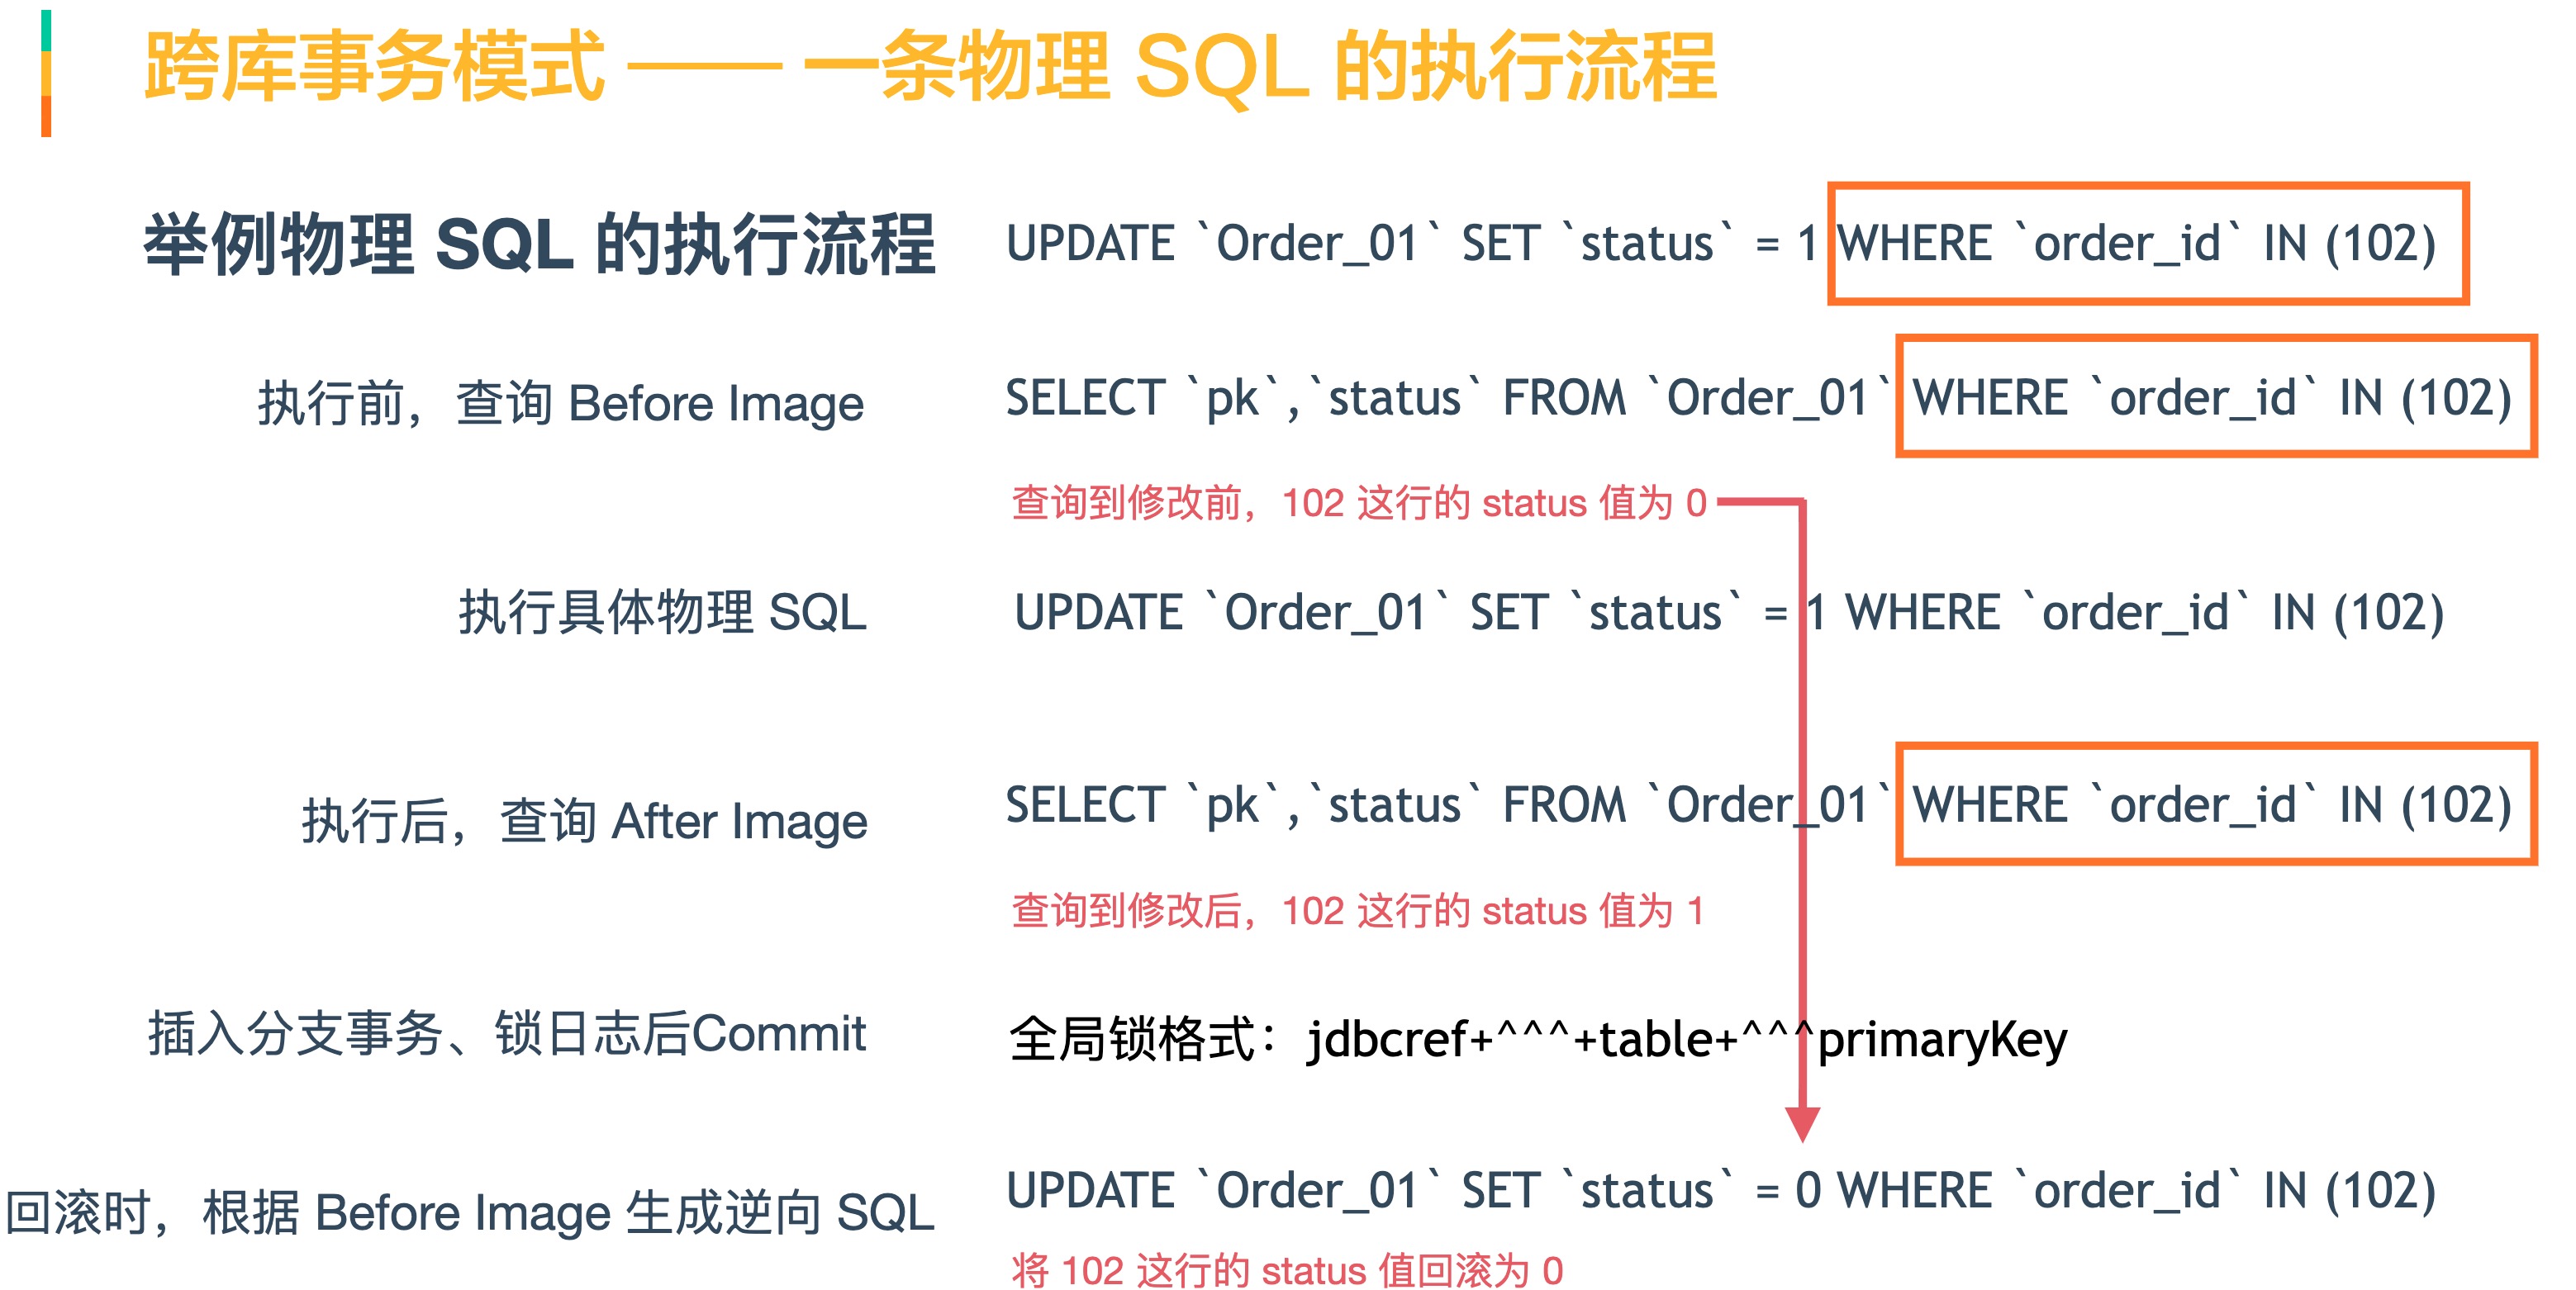 跨库事务模式 —— 一条物理 SQL 的执行流程
举例物理 SQL 的执行流程
UPDATE `Order_01` SET `status` = 1 WHERE `order_id` IN (102)
执行前，查询 Before Image
SELECT `pk`,`status` FROM `Order_01` WHERE `order_id` IN (102)
查询到修改前，102 这行的 status 值为 0
执行具体物理 SQL
UPDATE `Order_01` SET `status` = 1 WHERE `order_id` IN (102)
执行后，查询 After Image
SELECT `pk`,`status` FROM `Order_01` WHERE `order_id` IN (102)
查询到修改后，102 这行的 status 值为 1
插入分支事务、锁日志后Commit
全局锁格式：jdbcref+^^^+table+^^^primaryKey
回滚时，根据 Before Image 生成逆向 SQL
UPDATE `Order_01` SET `status` = 0 WHERE `order_id` IN (102)
将 102 这行的 status 值回滚为 0